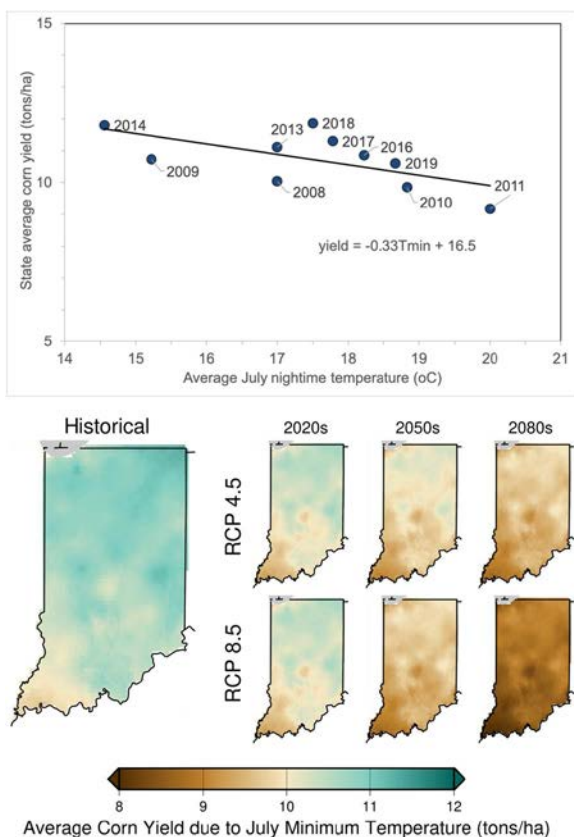 15
10
5
State average corn yield (tons/ha)
2014
2009
2013
2008
2018
2017
2016
2019
2010
2011
yield = -0.33Tmin + 16.5
14 15 16 17 18 19 20 21
Average July nightime temperature (oC)
Historical
2020s 2050s 2080s
RCP 4.5
RCP 8.5
8 9 10 11 12
Average Corn Yield due to July Minimum Temperature (tons/ha)